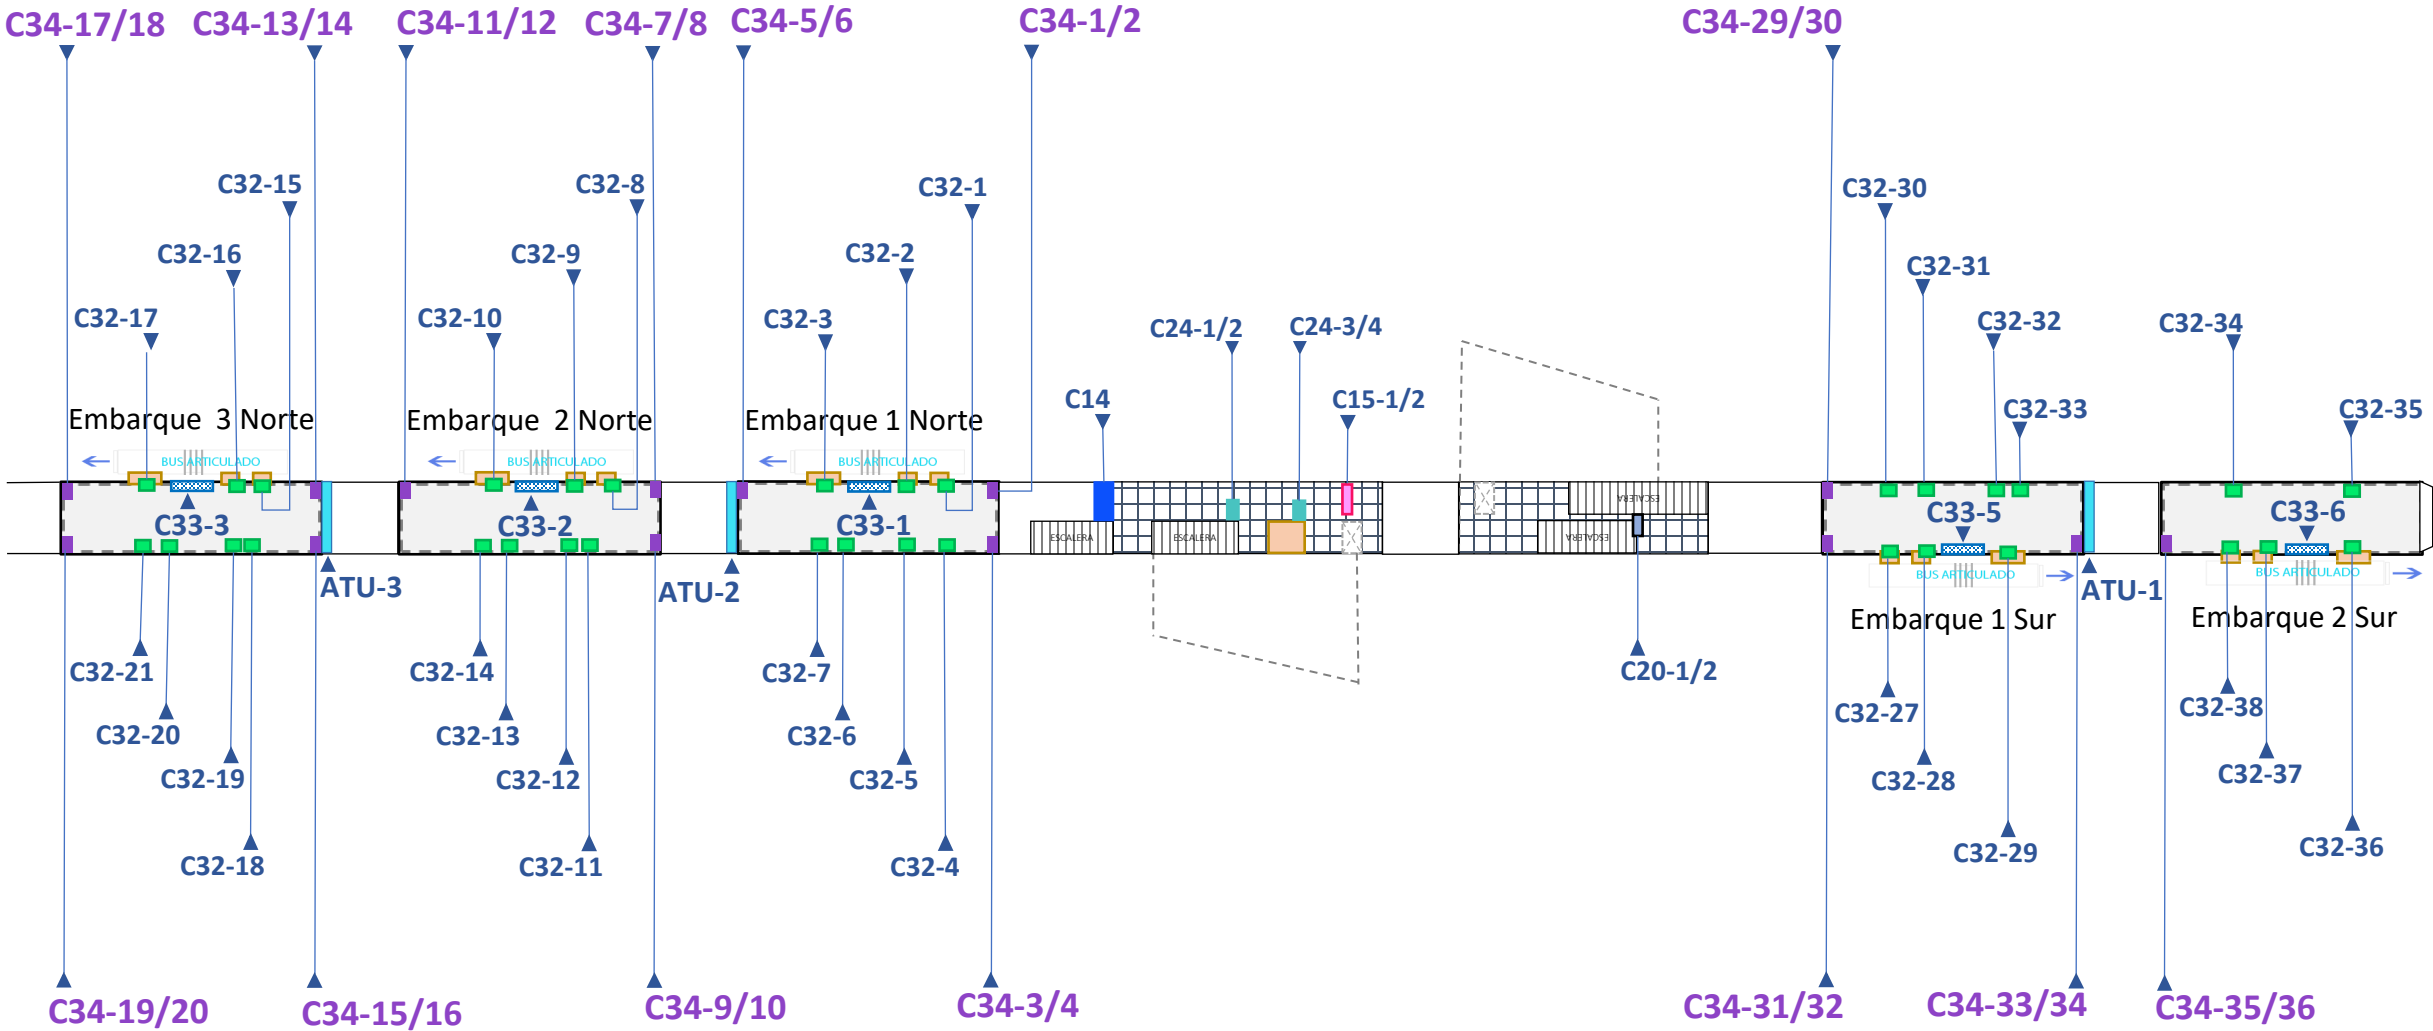 C34-17/18 C34-13/14 C34-11/12 C34-7/8 C34-5/6 C34-1/2 C34-29/30
C32-15 C32-8 C32-1 C32-30
C32-16 C32-9 C32-2 C32-31
C32-17 C32-10 C32-3 C24-1/2 C24-3/4 C32-32 C32-34
C14 C15-1/2 C32-33 C32-35
Embarque 3 Norte Embarque 2 Norte Embarque 1 Norte
BUS ARTICULADO BUS ARTICULADO BUS ARTICULADO
ESCALERA
C33-3 C33-2 C33-1 C33-5 C33-6
ESCALERA ESCALERA ESCALERA
BUS ARTICULADO BUS ARTICULADO
ATU-3 ATU-2 ATU-1
Embarque 1 Sur Embarque 2 Sur
C32-21 C32-14 C32-7 C20-1/2
C32-27 C32-38
C32-20 C32-13 C32-6
C32-19 C32-12 C32-5 C32-28 C32-37
C32-18 C32-11 C32-4 C32-29 C32-36
C34-19/20 C34-15/16 C34-9/10 C34-3/4 C34-31/32 C34-33/34 C34-35/36